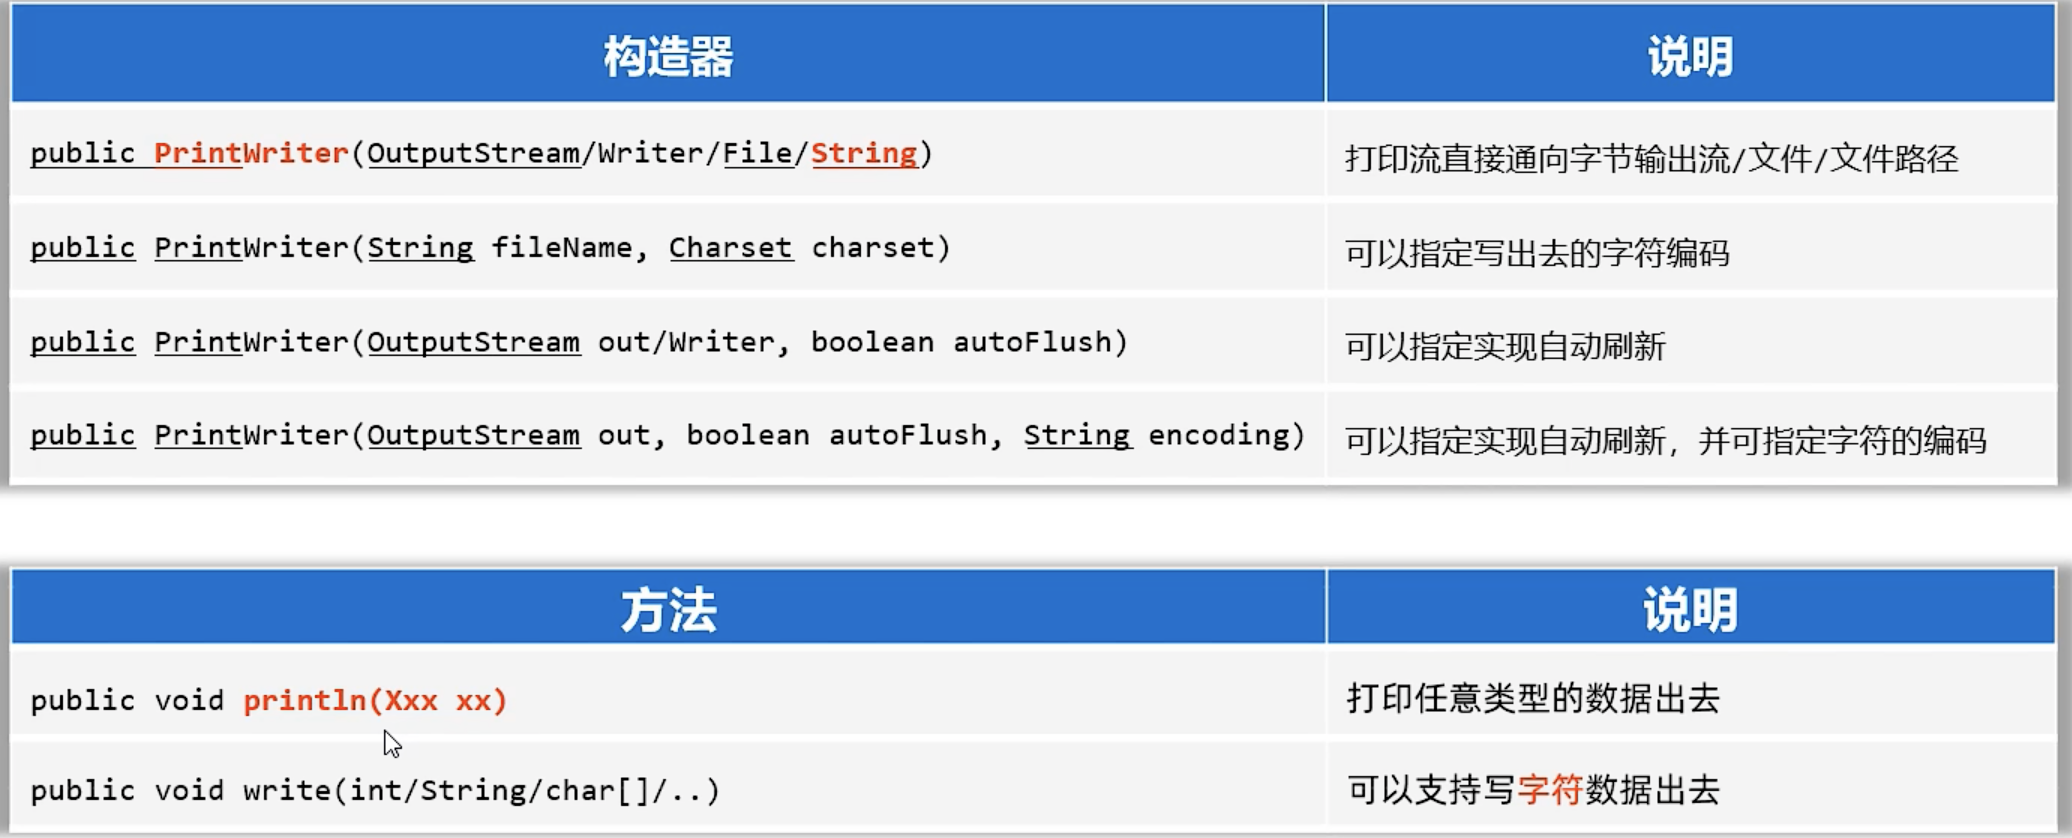 构造器 说明
public PrintWriter(OutputStream/Writer/File/String) 打印流直接通向字节输出流/文件/文件路径
public PrintWriter(String fileName, Charset charset) 可以指定写出去的字符编码
public PrintWriter(OutputStream out/Writer, boolean autoFlush) 可以指定实现自动刷新
public PrintWriter(OutputStream out, boolean autoFlush, String encoding) 可以指定实现自动刷新，并可指定字符的编码
方法 说明
public void println(Xxx xx) 打印任意类型的数据出去
public void write(int/String/char[]/..) 可以支持写字符数据出去